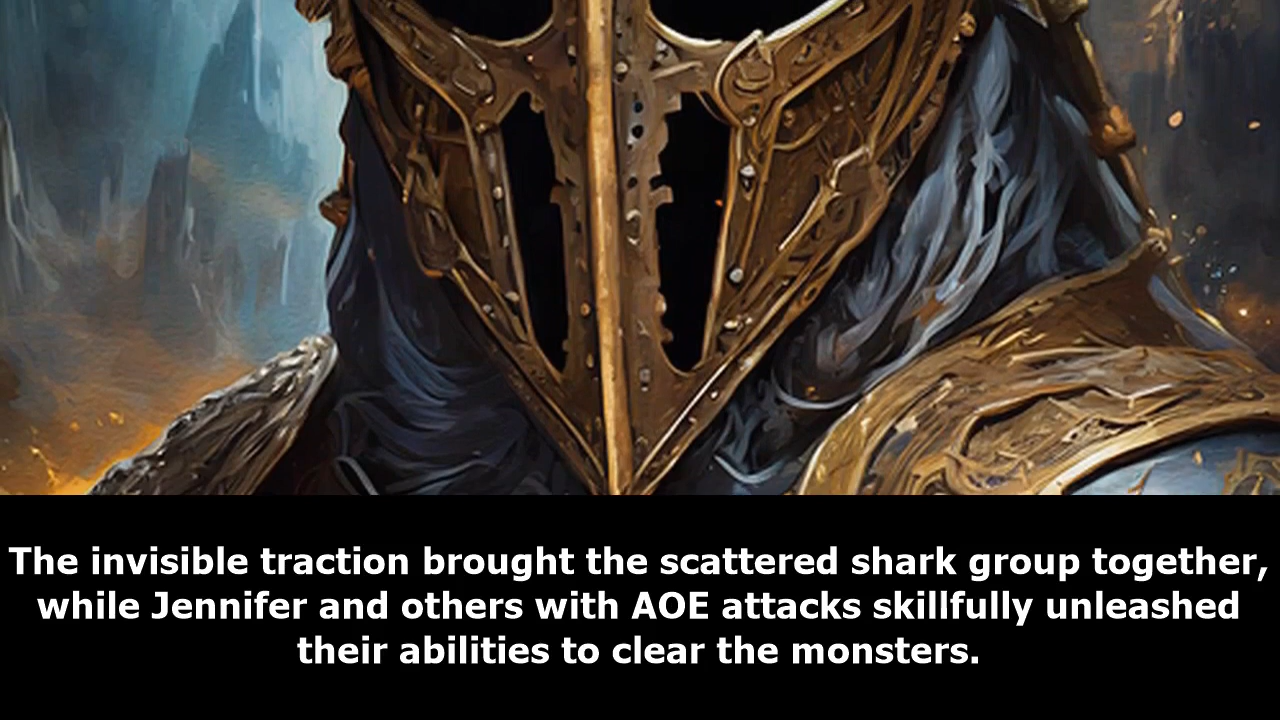 The invisible traction brought the scattered shark group together,
while Jennifer and others with AOE attacks skillfully unleashed
their abilities to clear the monsters.